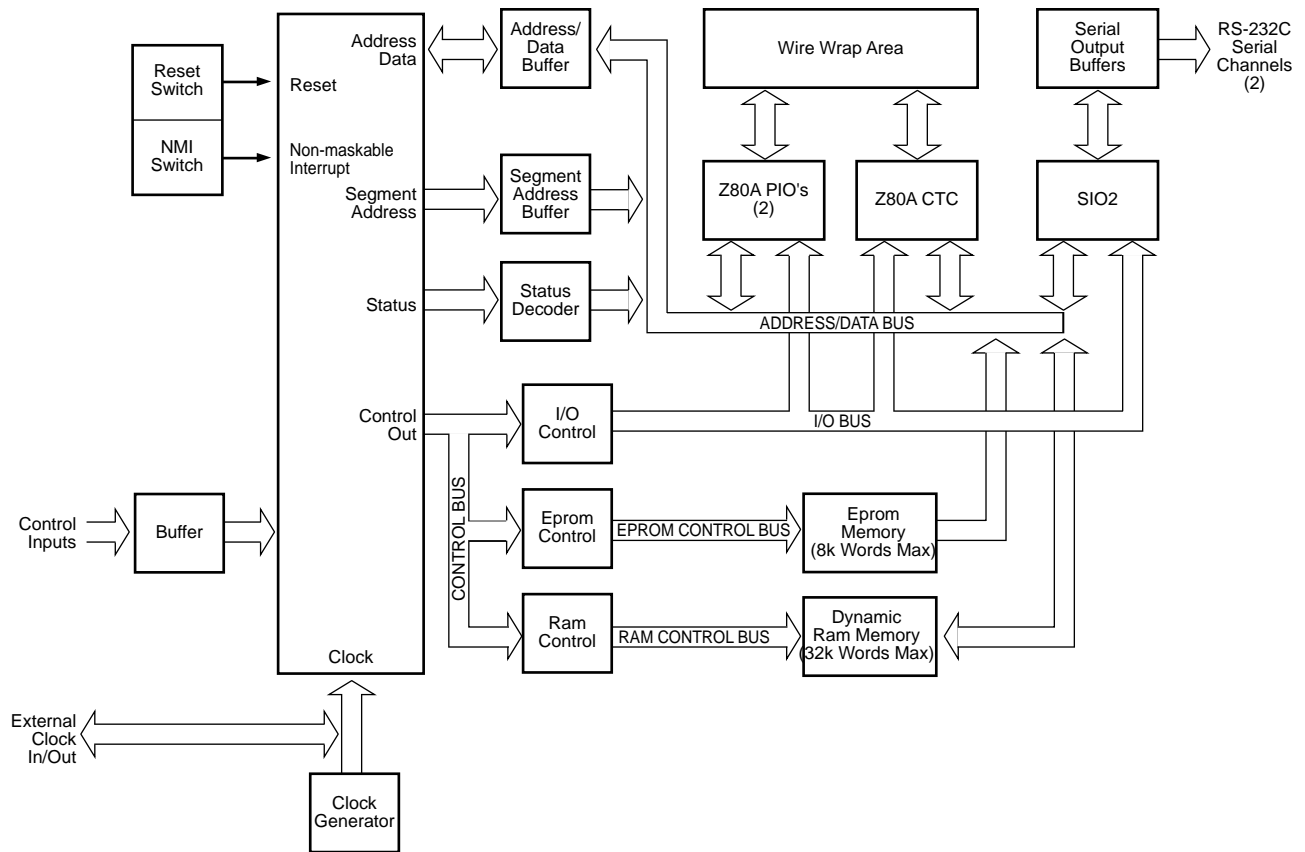 Address
Data
Address/
Data
Buffer
Wire Wrap Area
Serial
Output
Buffers
RS-232C
Serial
Channels
(2)
Reset
Switch
Reset
NMI
Switch
Non-maskable
Interrupt
Segment
Address
Segment
Address
Buffer
Z80A PIO's
(2)
Z80A CTC
SIO2
Status
Status
Decoder
ADDRESS/DATA BUS
Control
Out
I/O
Control
I/O BUS
CONTROL BUS
Control
Inputs
Buffer
Eprom
Control
EPROM CONTROL BUS
Eprom
Memory
(8k Words Max)
Ram
Control
RAM CONTROL BUS
Dynamic
Ram Memory
(32k Words Max)
Clock
External
Clock
In/Out
Clock
Generator